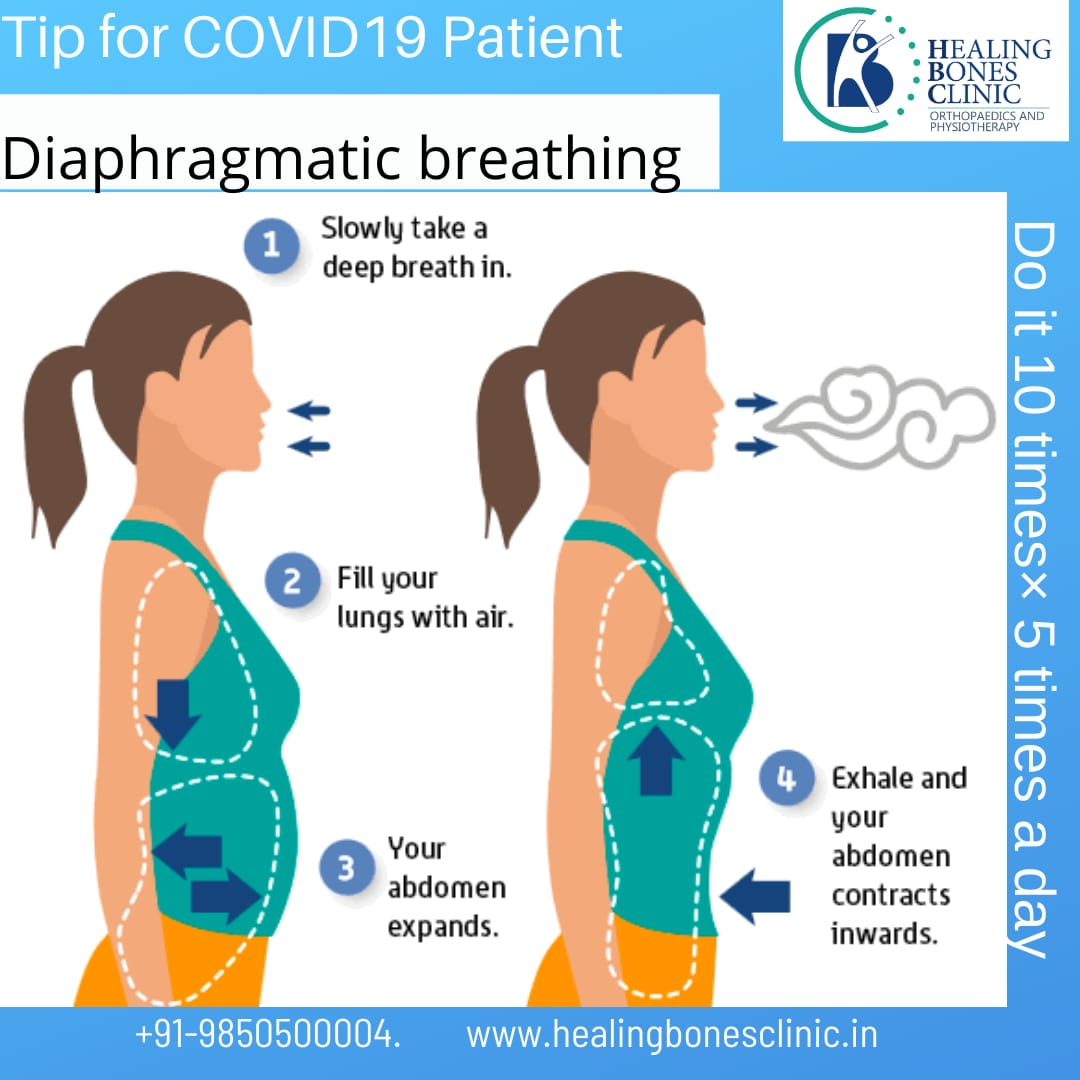 Tip for COVID19 Patient
HEALING
BONES
CLINIC
ORTHOPAEDICS AND
PHYSIOTHERAPY
Diaphragmatic breathing
1
Slowly take a
deep breath in.
2
Fill your
lungs with air.
3
Your
abdomen
expands.
4
Exhale and
your
abdomen
contracts
inwards.
Do it 10 times× 5 times a day
+91-9850500004.
www.healingbonesclinic.in